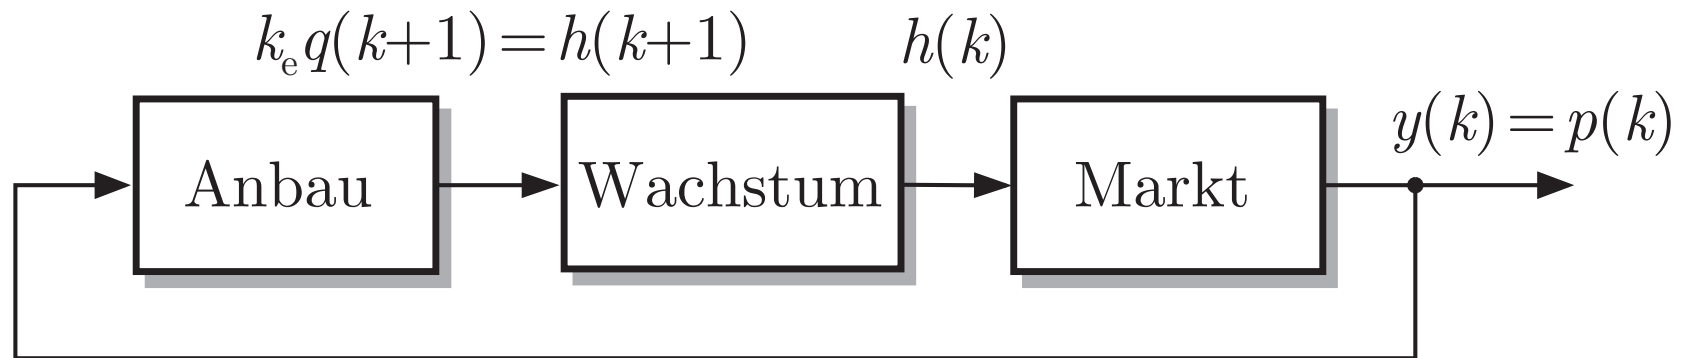 kₑq(k+1)=h(k+1)
h(k)
y(k)=p(k)
Anbau
Wachstum
Markt